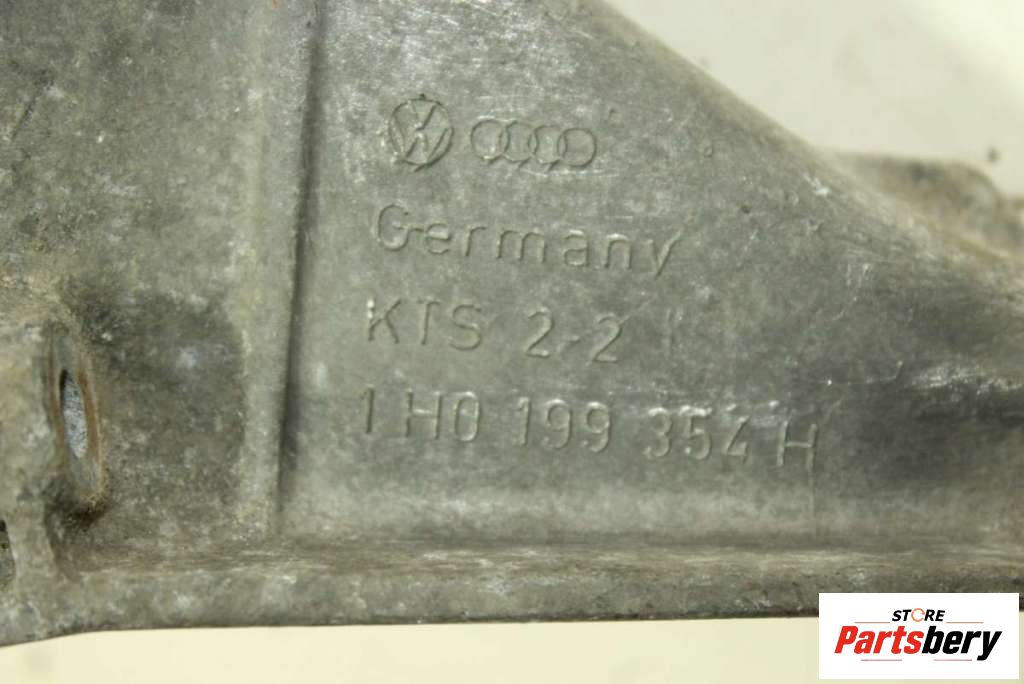 Germany
KTS 2-2
1H0 199 354 H
STORE
Partsbery